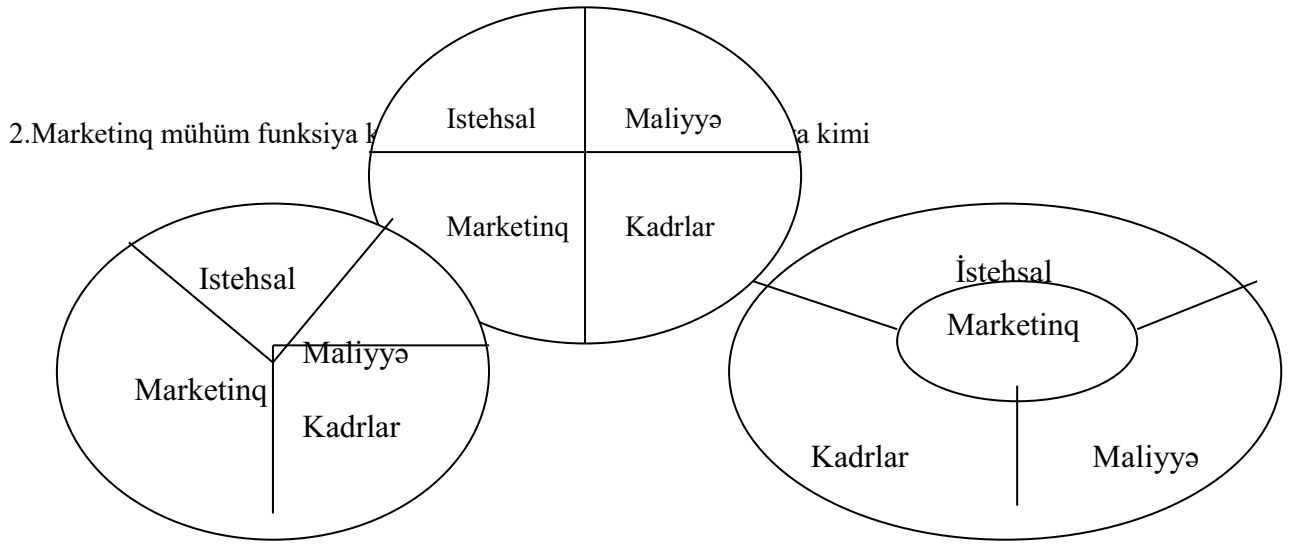 Istehsal Maliyyə
2.Marketinq mühüm funksiya kimi
Marketinq Kadrlar
Istehsal
Maliyyə
Marketinq
Kadrlar
İstehsal
Marketinq
Kadrlar Maliyyə